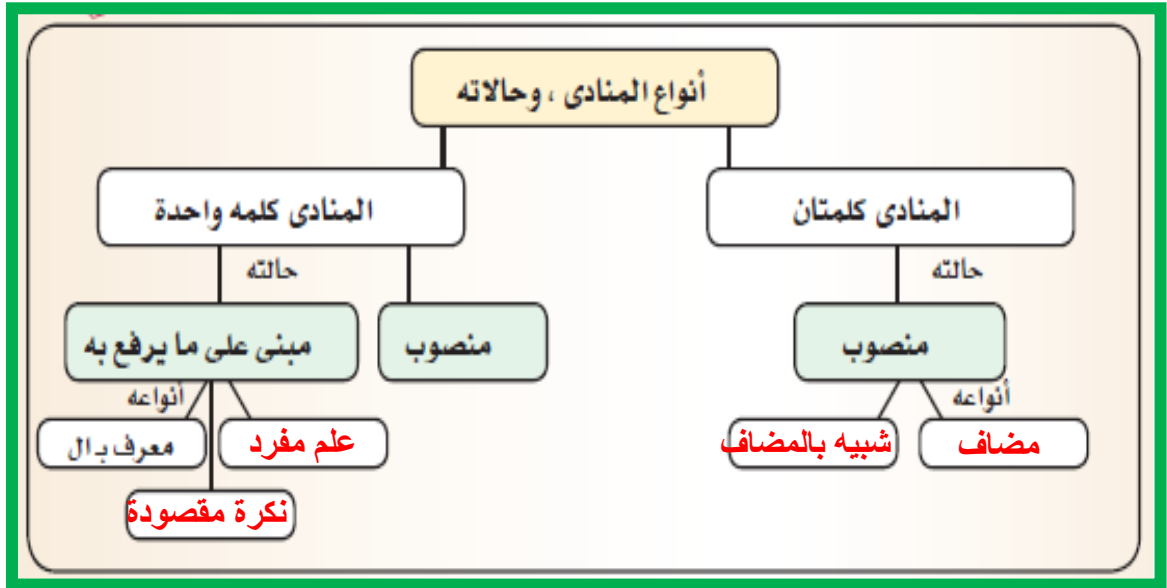 أنواع المنادى ، وحالاته
المنادى كلمتان
المنادى كلمه واحدة
حالته
حالته
منصوب
منصوب
مبنى على ما يرفع به
أنواعه
أنواعه
مضاف
شبيه بالمضاف
علم مفرد
معرف بـ ال
نكرة مقصودة